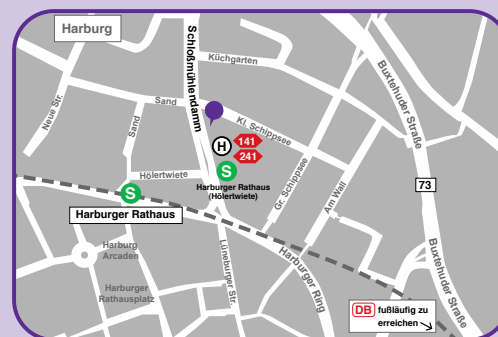 Harburg
Schloßmühlendamm
Küchgarten
Neue Str.
Sand
Sand
Kl. Schippsee
Buxtehuder Straße
H
141
241
S
Harburger Rathaus
(Hölertwiete)
Hölertwiete
S
Harburger Rathaus
Gr. Schippsee
Am Wall
73
Harburg
Arcaden
Harburger
Rathausplatz
Lüneburger Str.
Harburger Ring
Buxtehuder Straße
DB fußläufig zu
erreichen